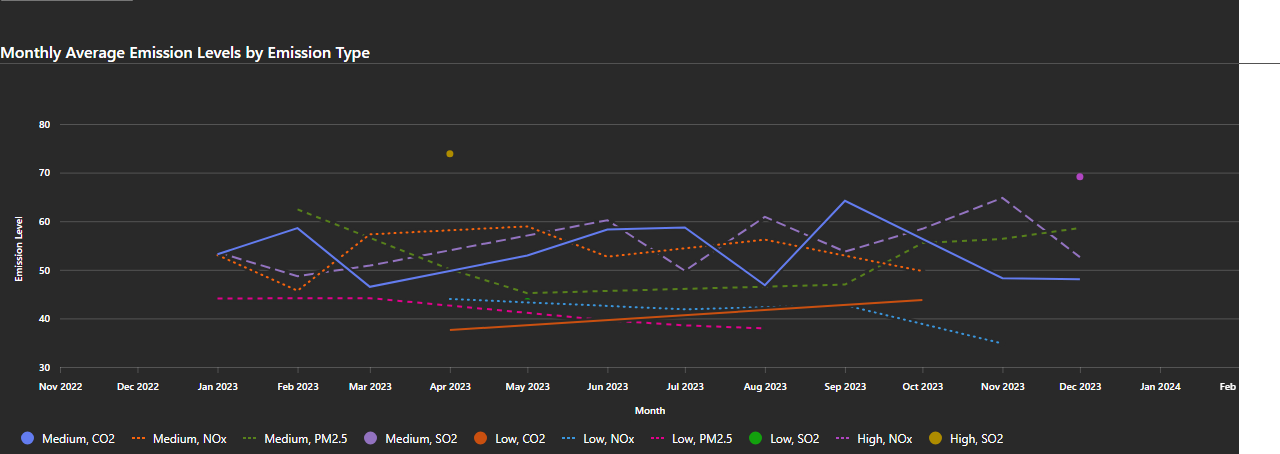 Monthly Average Emission Levels by Emission Type
80
70
60
50
40
30
Emission Level
Nov 2022 Dec 2022 Jan 2023 Feb 2023 Mar 2023 Apr 2023 May 2023 Jun 2023 Jul 2023 Aug 2023 Sep 2023 Oct 2023 Nov 2023 Dec 2023 Jan 2024 Feb
Month
Medium, CO2 Medium, NOx Medium, PM2.5 Medium, SO2 Low, CO2 Low, NOx Low, PM2.5 Low, SO2 High, NOx High, SO2